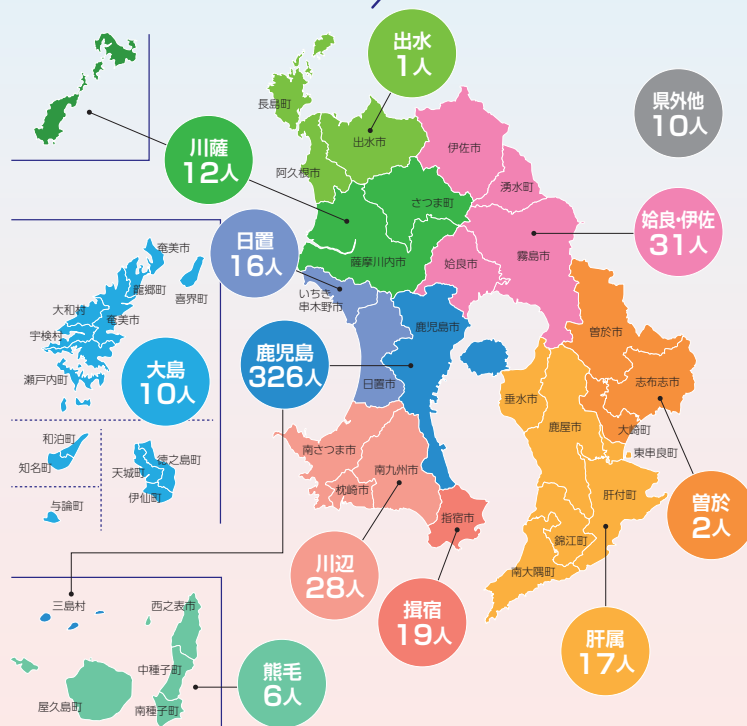 出水
1人
県外他
10人
長島町
出水市
伊佐市
阿久根市
湧水町
川薩
12人
さつま町
姶良・伊佐
31人
日置
16人
薩摩川内市
姶良市
霧島市
いちき
串木野市
奄美市
龍郷町
喜界町
大和村
奄美市
宇検村
瀬戸内町
大島
10人
鹿児島
326人
鹿児島市
日置市
曽於市
志布志市
垂水市
鹿屋市
大崎町
東串良町
和泊町
知名町
徳之島町
天城町
伊仙町
与論町
南さつま市
南九州市
枕崎市
指宿市
肝付町
錦江町
南大隅町
曽於
2人
川辺
28人
揖宿
19人
肝属
17人
三島村
西之表市
中種子町
屋久島町
南種子町
熊毛
6人